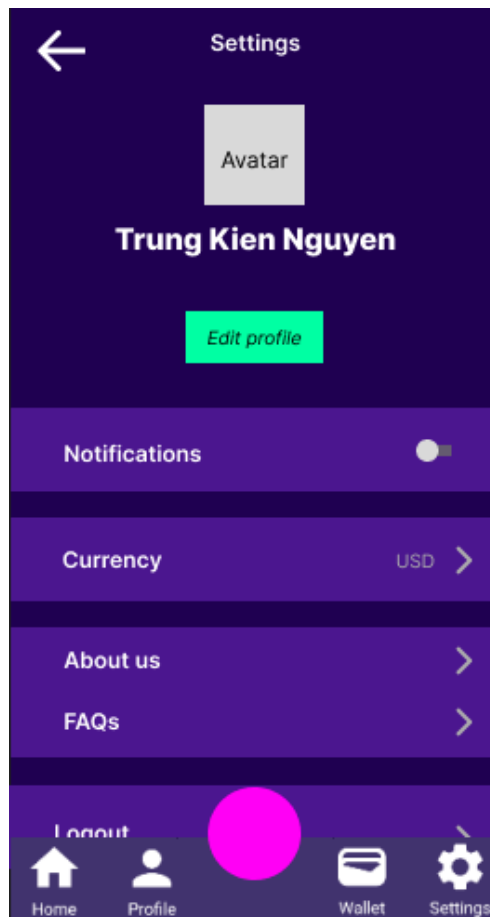 Settings
Avatar
Trung Kien Nguyen
Edit profile
Notifications
Currency USD
About us
FAQs
Logout
Home Profile Wallet Settings